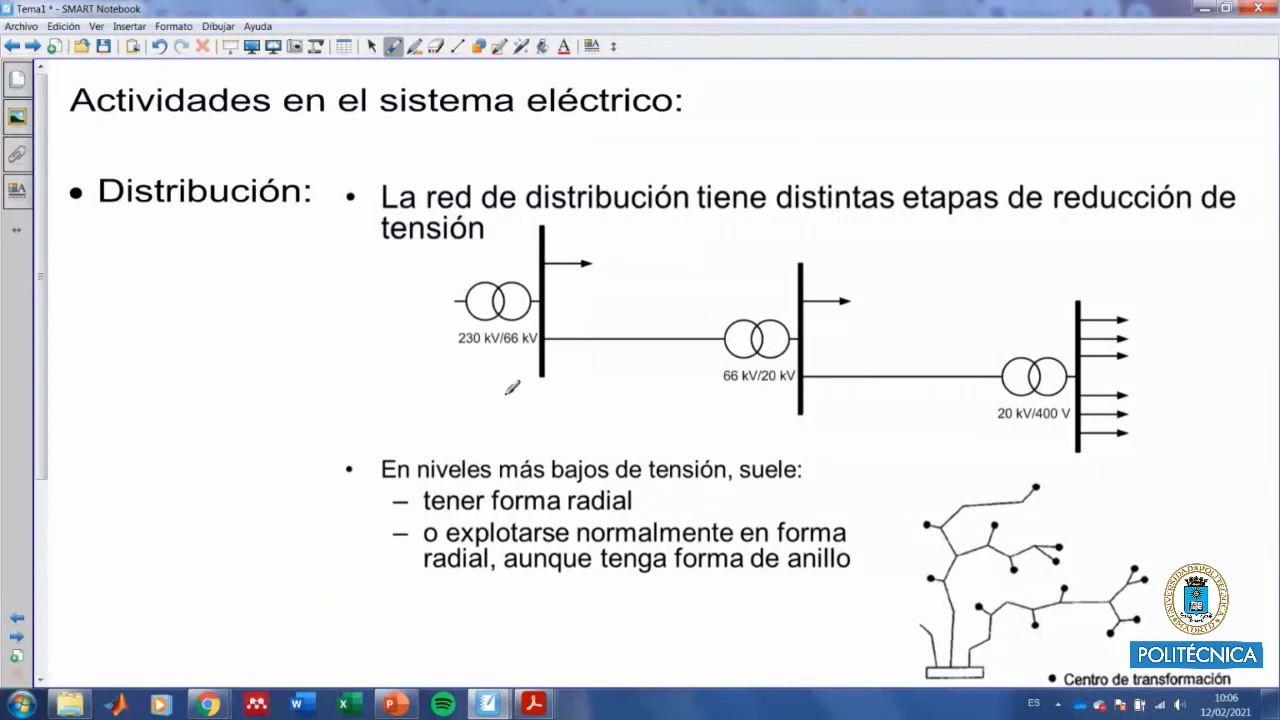 Tema1 * - SMART Notebook
Archivo Edición Ver Insertar Formato Dibujar Ayuda
Actividades en el sistema eléctrico:
• Distribución:
• La red de distribución tiene distintas etapas de reducción de
tensión
230 kV/66 kV
66 kV/20 kV
20 kV/400 V
• En niveles más bajos de tensión, suele:
– tener forma radial
– o explotarse normalmente en forma
radial, aunque tenga forma de anillo
POLITÉCNICA
• Centro de transformación
ES
10:06
12/02/2021